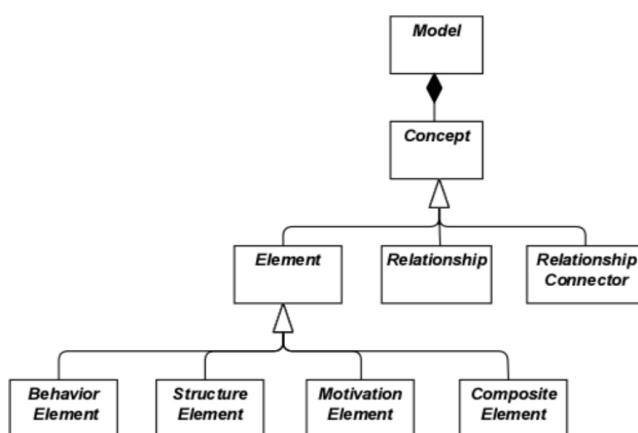 Model
Concept
Element
Relationship
Relationship
Connector
Behavior
Element
Structure
Element
Motivation
Element
Composite
Element